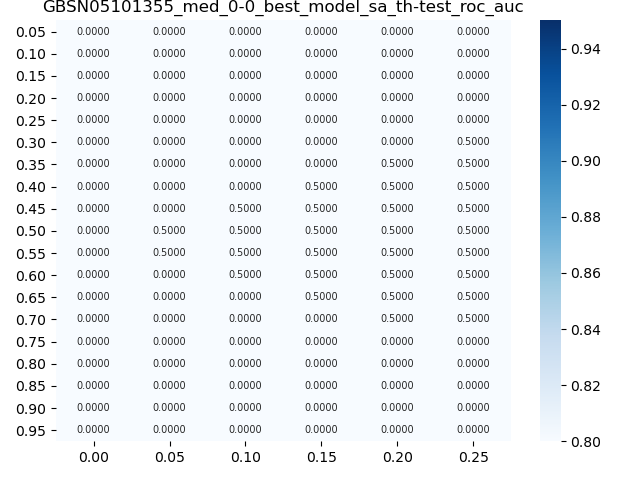 GBSN05101355_med_0-0_best_model_sa_th-test_roc_auc
0.05 0.0000 0.0000 0.0000 0.0000 0.0000 0.0000
0.10 0.0000 0.0000 0.0000 0.0000 0.0000 0.0000
0.15 0.0000 0.0000 0.0000 0.0000 0.0000 0.0000
0.20 0.0000 0.0000 0.0000 0.0000 0.0000 0.0000
0.25 0.0000 0.0000 0.0000 0.0000 0.0000 0.0000
0.30 0.0000 0.0000 0.0000 0.0000 0.0000 0.5000
0.35 0.0000 0.0000 0.0000 0.0000 0.5000 0.5000
0.40 0.0000 0.0000 0.0000 0.5000 0.5000 0.5000
0.45 0.0000 0.0000 0.5000 0.5000 0.5000 0.5000
0.50 0.0000 0.5000 0.5000 0.5000 0.5000 0.5000
0.55 0.0000 0.5000 0.5000 0.5000 0.5000 0.5000
0.60 0.0000 0.0000 0.5000 0.5000 0.5000 0.5000
0.65 0.0000 0.0000 0.0000 0.5000 0.5000 0.5000
0.70 0.0000 0.0000 0.0000 0.0000 0.5000 0.5000
0.75 0.0000 0.0000 0.0000 0.0000 0.0000 0.0000
0.80 0.0000 0.0000 0.0000 0.0000 0.0000 0.0000
0.85 0.0000 0.0000 0.0000 0.0000 0.0000 0.0000
0.90 0.0000 0.0000 0.0000 0.0000 0.0000 0.0000
0.95 0.0000 0.0000 0.0000 0.0000 0.0000 0.0000
0.00 0.05 0.10 0.15 0.20 0.25
0.94
0.92
0.90
0.88
0.86
0.84
0.82
0.80